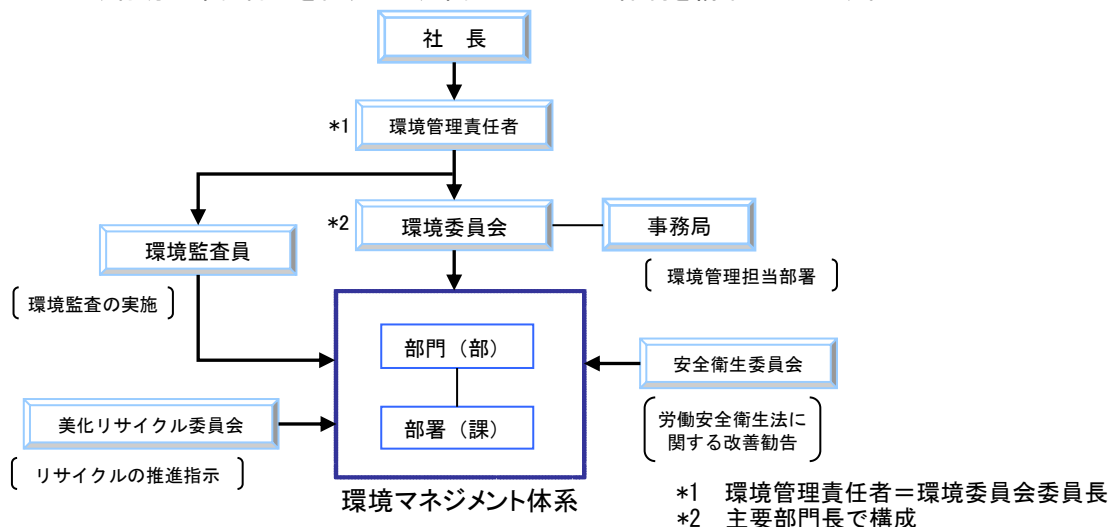 社 長
*1 環境管理責任者
*2 環境委員会
事務局
環境監査員
環境管理担当部署
環境監査の実施
部門（部）
安全衛生委員会
美化リサイクル委員会
部署（課）
労働安全衛生法に
関する改善勧告
リサイクルの推進指示
環境マネジメント体系
*1 環境管理責任者＝環境委員会委員長
*2 主要部門長で構成